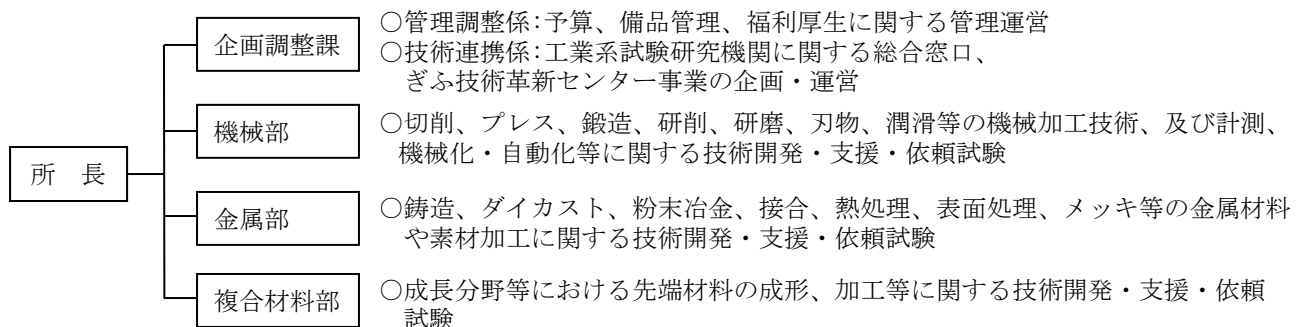 所　長
企画調整課
○管理調整係：予算、備品管理、福利厚生に関する管理運営
○技術連携係：工業系試験研究機関に関する総合窓口、
ぎふ技術革新センター事業の企画・運営
機械部
○切削、プレス、鍛造、研削、研磨、刃物、潤滑等の機械加工技術、及び計測、
機械化・自動化等に関する技術開発・支援・依頼試験
金属部
○鋳造、ダイカスト、粉末冶金、接合、熱処理、表面処理、メッキ等の金属材料
や素材加工に関する技術開発・支援・依頼試験
複合材料部
○成長分野等における先端材料の成形、加工等に関する技術開発・支援・依頼
試験